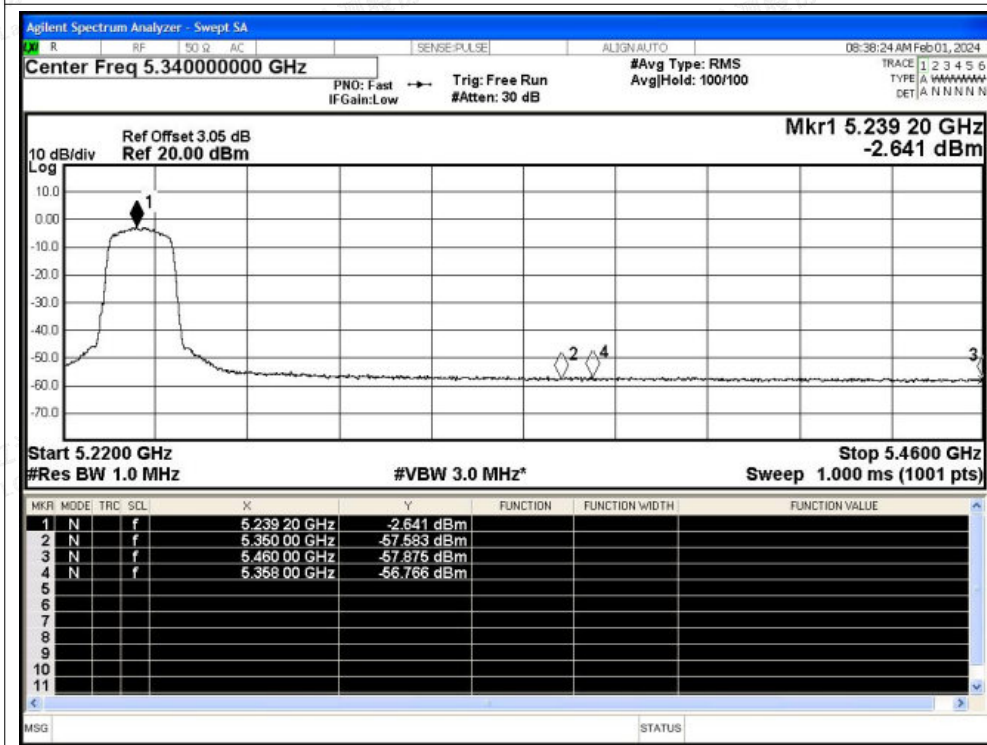 Agilent Spectrum Analyzer - Swept SA
LXI R RF 50 Ω AC SENSE:PULSE ALIGN AUTO 08:38:24 AM Feb 01, 2024
Center Freq 5.340000000 GHz
#Avg Type: RMS
TRACE 1 2 3 4 5 6
PNO: Fast Trig: Free Run Avg|Hold: 100/100
TYPE A WWWWW
IFGain:Low #Atten: 30 dB
DET A N N N N N
Mkr1 5.239 20 GHz
-2.641 dBm
Ref Offset 3.05 dB
10 dB/div Ref 20.00 dBm
Log
10.0
0.00
-10.0
-20.0
-30.0
-40.0
-50.0
-60.0
-70.0
1
2
4
3
Start 5.2200 GHz Stop 5.4600 GHz
#Res BW 1.0 MHz #VBW 3.0 MHz* Sweep 1.000 ms (1001 pts)
MKR MODE TRC SCL X Y FUNCTION FUNCTION WIDTH FUNCTION VALUE
1 N f 5.239 20 GHz -2.641 dBm
2 N f 5.350 00 GHz -57.583 dBm
3 N f 5.460 00 GHz -57.875 dBm
4 N f 5.358 00 GHz -56.766 dBm
5
6
7
8
9
10
11
MSG STATUS